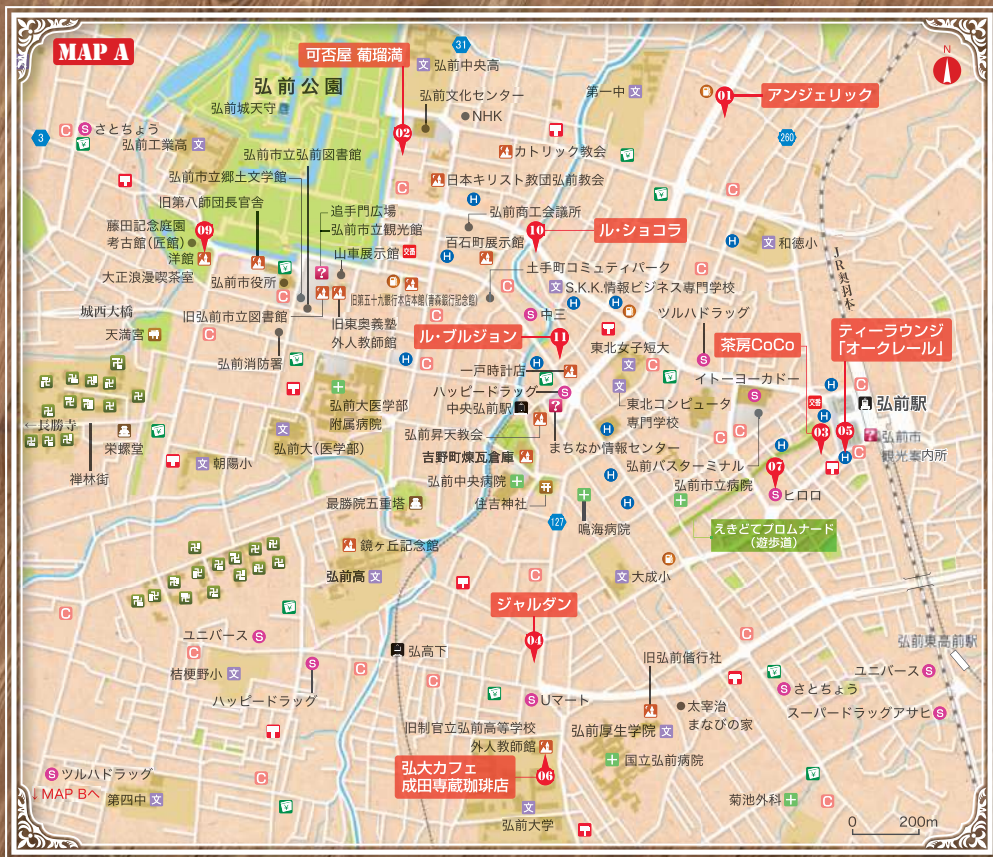 MAP A
可否屋 葡瑠満
31
弘前中央高
N
弘前公園
弘前城天守
弘前文化センター
NHK
第一中
01
アンジェリック
3
さとちょう
弘前工業高
02
260
カトリック教会
弘前市立弘前図書館
弘前市立郷土文学館
旧第八師団長官舎
日本キリスト教団弘前教会
藤田記念庭園
考古館(匠館)
洋館
大正浪漫喫茶室
09
追手門広場
弘前市立観光館
山車展示館
交番
弘前商工会議所
百石町展示館
10
ル・ショコラ
和徳小
JR奥羽本
弘前市役所
土手町コミュティパーク
S.K.K.情報ビジネス専門学校
旧第五十九銀行本店本館(青森銀行記念館)
城西大橋
旧弘前市立図書館
旧東奥義塾
外人教師館
中三
ツルハドラッグ
天満宮
弘前消防署
ル・ブルジョン
11
東北女子短大
茶房CoCo
ティーラウンジ
「オークレール」
一戸時計店
ハッピードラッグ
中央弘前駅
イトーヨーカドー
交番
弘前駅
弘前大医学部
附属病院
東北コンピュータ
専門学校
←長勝寺
栄螺堂
禅林街
弘前大(医学部)
朝陽小
弘前昇天教会
まちなか情報センター
03
05
弘前市
観光案内所
吉野町煉瓦倉庫
弘前バスターミナル
弘前市立病院
07
ヒロロ
弘前中央病院
住吉神社
最勝院五重塔
127
鳴海病院
えきどてプロムナード
(遊歩道)
鏡ヶ丘記念館
弘前高
大成小
ジャルダン
04
ユニバース
弘高下
旧弘前偕行社
弘前東高前駅
桔梗野小
ハッピードラッグ
Uマート
太宰治
まなびの家
ユニバース
さとちょう
スーパードラッグアサヒ
旧制官立弘前高等学校
外人教師館
弘前厚生学院
弘大カフェ
成田専蔵珈琲店
06
国立弘前病院
ツルハドラッグ
↓MAP Bへ
第四中
弘前大学
菊池外科
0 200m